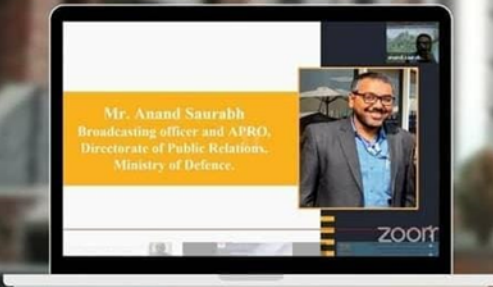 Mr. Anand Saurabh
Broadcasting officer and APRO,
Directorate of Public Relations.
Ministry of Defence.
zoom